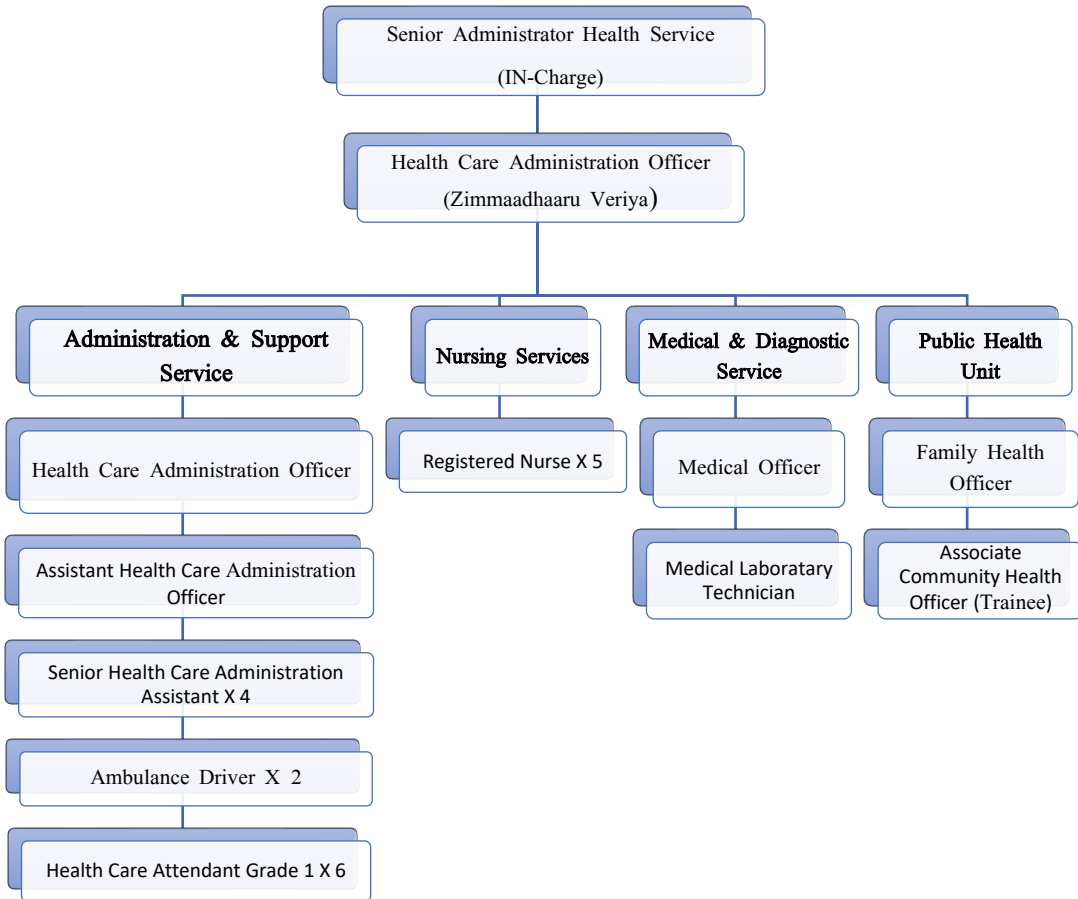 Senior Administrator Health Service
(IN-Charge)
Health Care Administration Officer
(Zimmaadhaaru Veriya)
Administration & Support
Service
Nursing Services
Medical & Diagnostic
Service
Public Health
Unit
Health Care Administration Officer
Registered Nurse X 5
Medical Officer
Family Health
Officer
Assistant Health Care Administration
Officer
Medical Laboratary
Technician
Associate
Community Health
Officer (Trainee)
Senior Health Care Administration
Assistant X 4
Ambulance Driver X 2
Health Care Attendant Grade 1 X 6